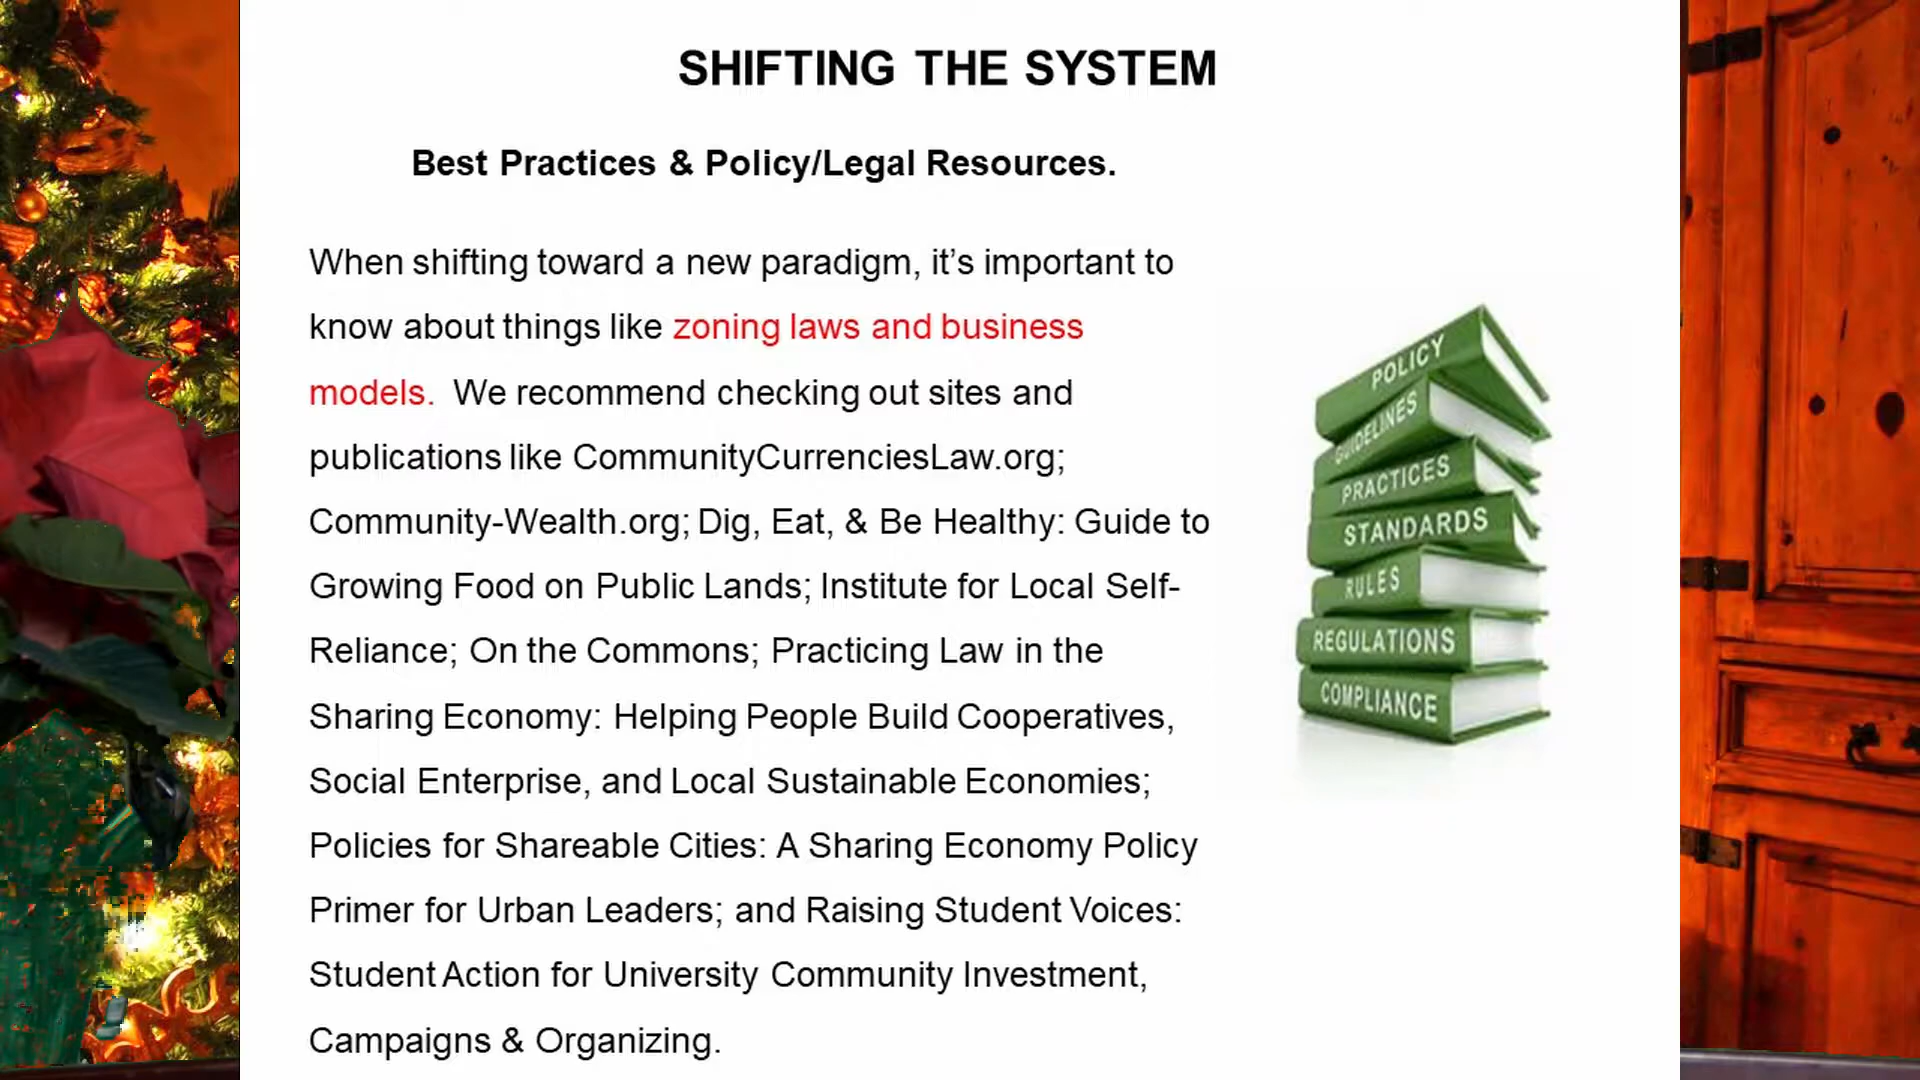 SHIFTING THE SYSTEM
Best Practices & Policy/Legal Resources.
When shifting toward a new paradigm, it’s important to
know about things like zoning laws and business
models. We recommend checking out sites and
publications like CommunityCurrenciesLaw.org;
Community-Wealth.org; Dig, Eat, & Be Healthy: Guide to
Growing Food on Public Lands; Institute for Local Self-
Reliance; On the Commons; Practicing Law in the
Sharing Economy: Helping People Build Cooperatives,
Social Enterprise, and Local Sustainable Economies;
Policies for Shareable Cities: A Sharing Economy Policy
Primer for Urban Leaders; and Raising Student Voices:
Student Action for University Community Investment,
Campaigns & Organizing.
POLICY
GUIDELINES
PRACTICES
STANDARDS
RULES
REGULATIONS
COMPLIANCE